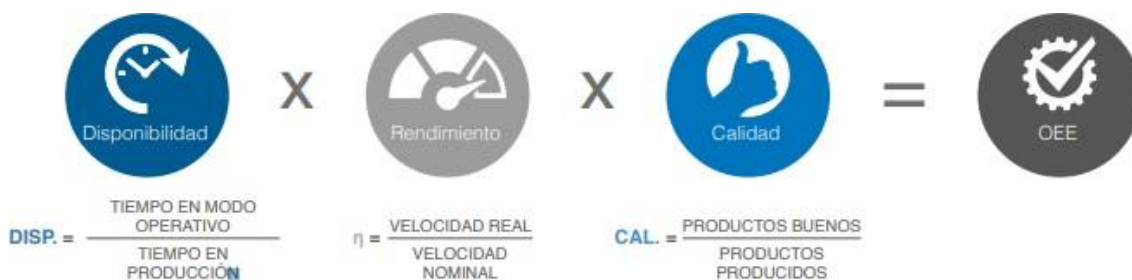 Disponibilidad X Rendimiento X Calidad = OEE
DISP. = TIEMPO EN MODO
OPERATIVO
TIEMPO EN
PRODUCCIÓN
η = VELOCIDAD REAL
VELOCIDAD
NOMINAL
CAL. = PRODUCTOS BUENOS
PRODUCTOS
PRODUCIDOS